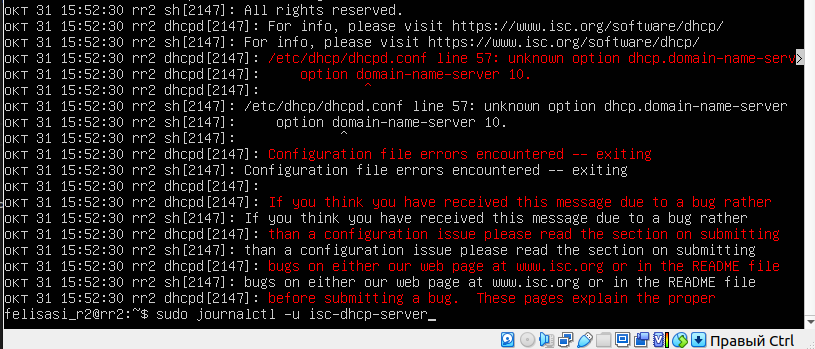 окт 31 15:52:30 rr2 sh[2147]: All rights reserved.
окт 31 15:52:30 rr2 dhcpd[2147]: For info, please visit https://www.isc.org/software/dhcp/
окт 31 15:52:30 rr2 sh[2147]: For info, please visit https://www.isc.org/software/dhcp/
окт 31 15:52:30 rr2 dhcpd[2147]: /etc/dhcp/dhcpd.conf line 57: unknown option dhcp.domain-name-serv>
окт 31 15:52:30 rr2 dhcpd[2147]:     option domain-name-server 10.
окт 31 15:52:30 rr2 dhcpd[2147]:             ^
окт 31 15:52:30 rr2 sh[2147]: /etc/dhcp/dhcpd.conf line 57: unknown option dhcp.domain-name-server
окт 31 15:52:30 rr2 sh[2147]:     option domain-name-server 10.
окт 31 15:52:30 rr2 sh[2147]:             ^
окт 31 15:52:30 rr2 dhcpd[2147]: Configuration file errors encountered -- exiting
окт 31 15:52:30 rr2 sh[2147]: Configuration file errors encountered -- exiting
окт 31 15:52:30 rr2 dhcpd[2147]:
окт 31 15:52:30 rr2 dhcpd[2147]: If you think you have received this message due to a bug rather
окт 31 15:52:30 rr2 sh[2147]: If you think you have received this message due to a bug rather
окт 31 15:52:30 rr2 dhcpd[2147]: than a configuration issue please read the section on submitting
окт 31 15:52:30 rr2 sh[2147]: than a configuration issue please read the section on submitting
окт 31 15:52:30 rr2 dhcpd[2147]: bugs on either our web page at www.isc.org or in the README file
окт 31 15:52:30 rr2 sh[2147]: bugs on either our web page at www.isc.org or in the README file
окт 31 15:52:30 rr2 dhcpd[2147]: before submitting a bug.  These pages explain the proper
felisasi_r2@rr2:~$ sudo journalctl -u isc-dhcp-server_
Правый Ctrl